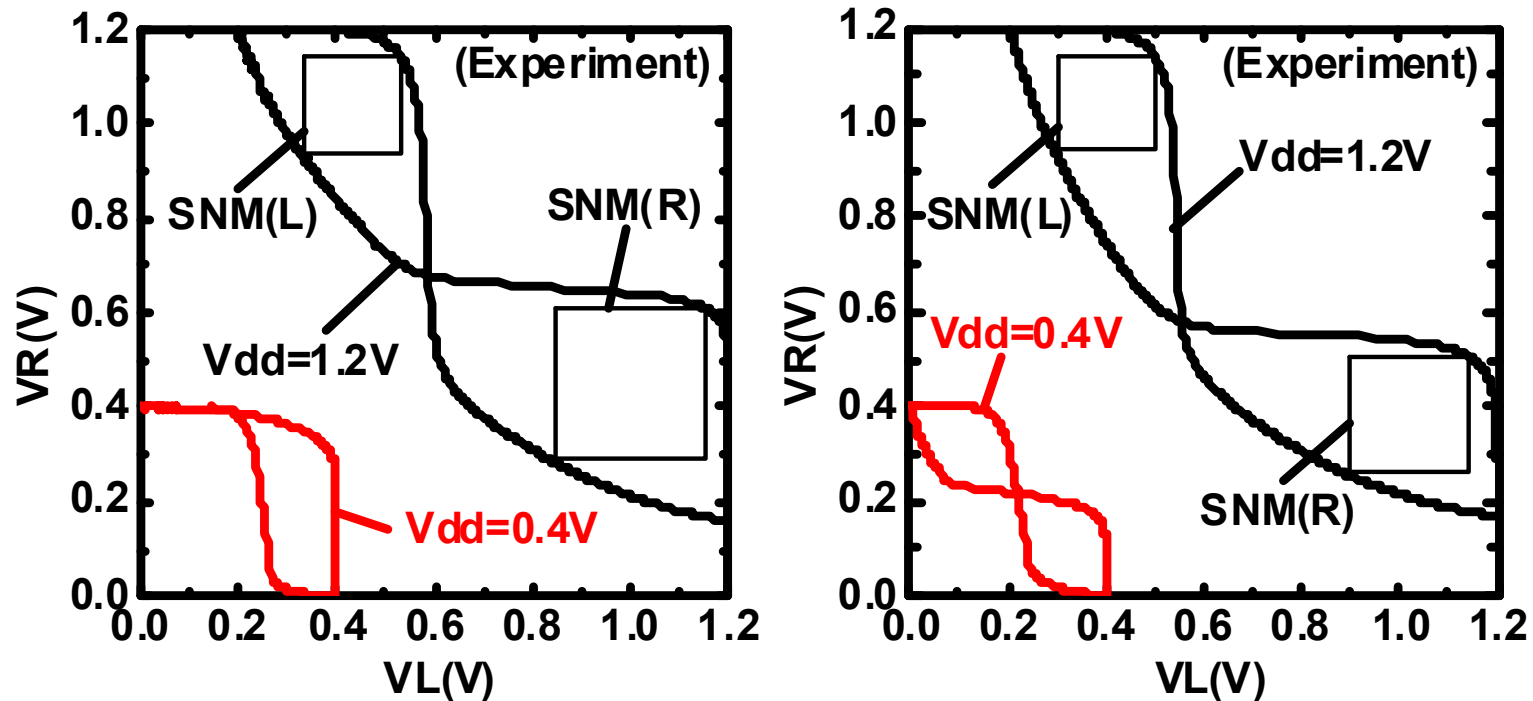 1.2
1.0
0.8
0.6
0.4
0.2
0.0
VR(V)
(Experiment)
SNM(L)
SNM(R)
Vdd=1.2V
Vdd=0.4V
0.0 0.2 0.4 0.6 0.8 1.0 1.2
VL(V)
1.2
1.0
0.8
0.6
0.4
0.2
0.0
VR(V)
(Experiment)
Vdd=1.2V
SNM(L)
Vdd=0.4V
SNM(R)
0.0 0.2 0.4 0.6 0.8 1.0 1.2
VL(V)